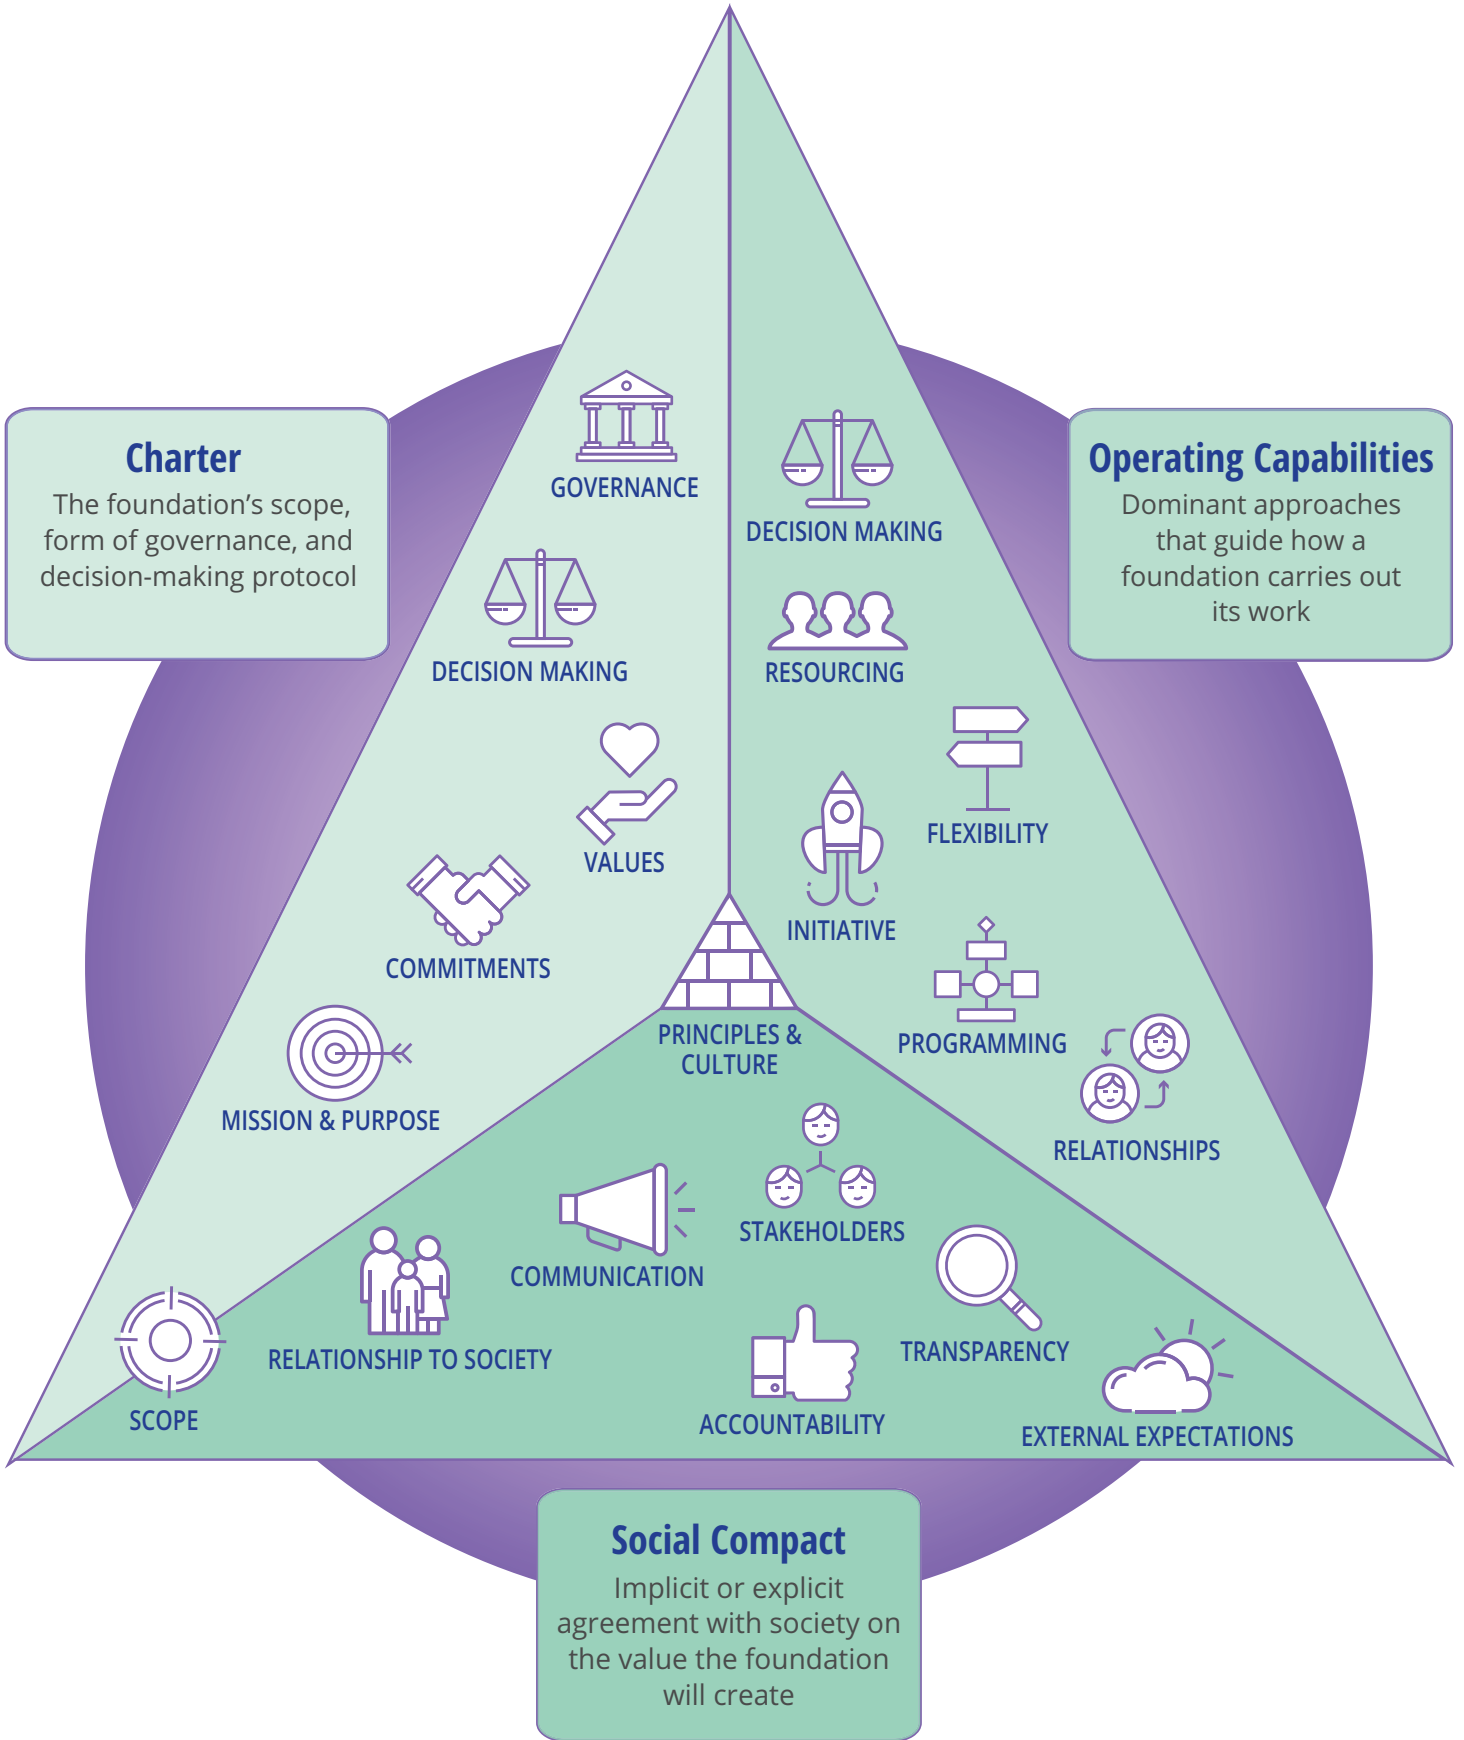 Charter
The foundation’s scope,
form of governance, and
decision-making protocol
Operating Capabilities
Dominant approaches
that guide how a
foundation carries out
its work
GOVERNANCE
DECISION MAKING
VALUES
COMMITMENTS
MISSION & PURPOSE
SCOPE
DECISION MAKING
RESOURCING
FLEXIBILITY
INITIATIVE
PROGRAMMING
RELATIONSHIPS
PRINCIPLES &
CULTURE
STAKEHOLDERS
COMMUNICATION
RELATIONSHIP TO SOCIETY
TRANSPARENCY
ACCOUNTABILITY
EXTERNAL EXPECTATIONS
Social Compact
Implicit or explicit
agreement with society on
the value the foundation
will create